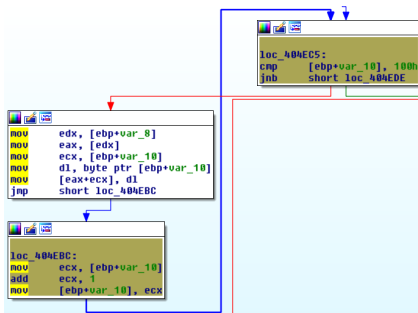 loc_404EC5:
cmp [ebp+var_10], 100h
jnb short loc_404EDE
mov edx, [ebp+var_8]
mov eax, [edx]
mov ecx, [ebp+var_10]
mov dl, byte ptr [ebp+var_10]
mov [eax+ecx], dl
jmp short loc_404EBC
loc_404EBC:
mov ecx, [ebp+var_10]
add ecx, 1
mov [ebp+var_10], ecx